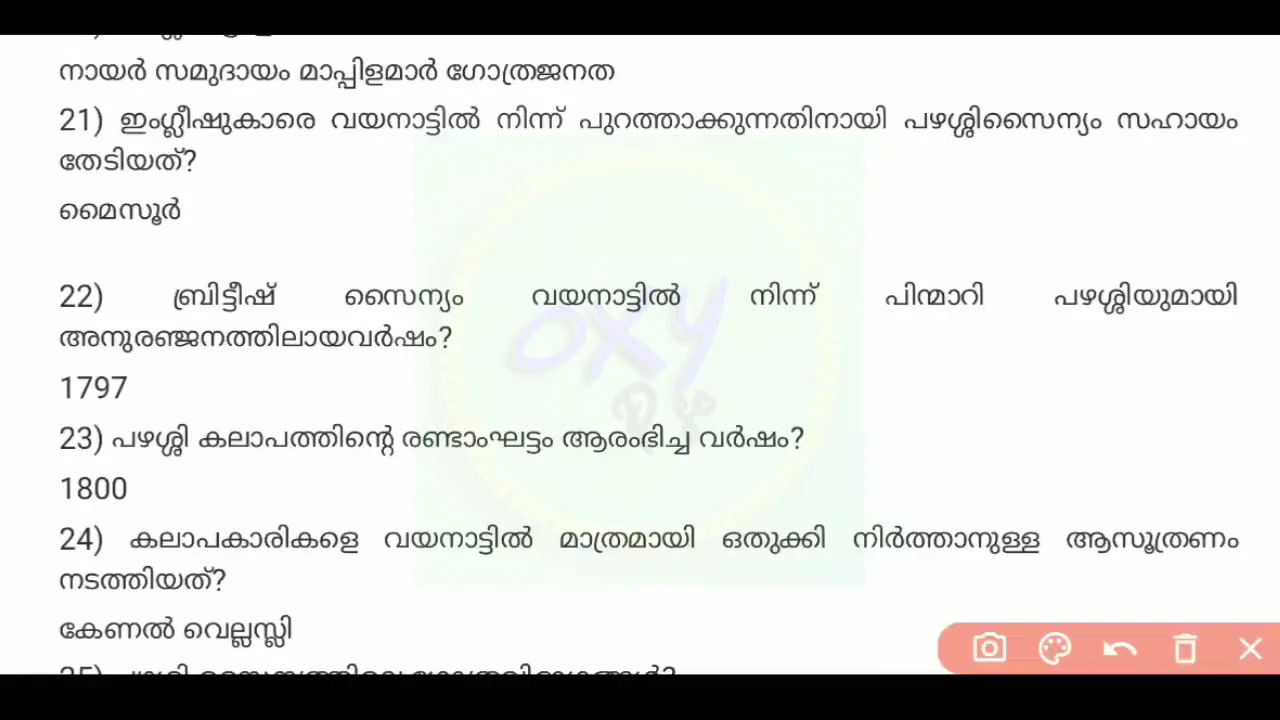 നായർ സമുദായം മാപ്പിളമാർ ഗോത്രജനത
21) ഇംഗ്ലീഷുകാരെ വയനാട്ടിൽ നിന്ന് പുറത്താക്കുന്നതിനായി പഴശ്ശിസൈന്യം സഹായം
തേടിയത്?
മൈസൂർ
22) ബ്രിട്ടീഷ് സൈന്യം വയനാട്ടിൽ നിന്ന് പിന്മാറി പഴശ്ശിയുമായി
അനുരഞ്ജനത്തിലായവർഷം?
1797
23) പഴശ്ശി കലാപത്തിന്റെ രണ്ടാംഘട്ടം ആരംഭിച്ച വർഷം?
1800
24) കലാപകാരികളെ വയനാട്ടിൽ മാത്രമായി ഒതുക്കി നിർത്താനുള്ള ആസൂത്രണം
നടത്തിയത്?
കേണൽ വെല്ലസ്ലി
oxy